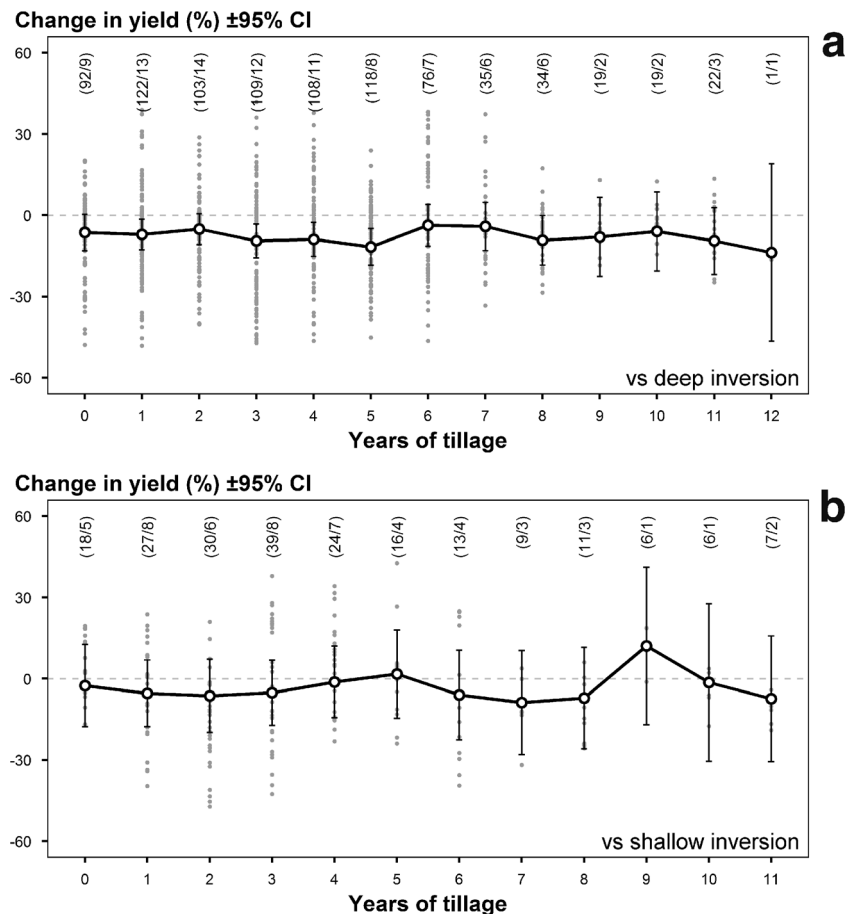 Change in yield (%) ±95% CI
a
60
30
0
-30
-60
(92/9) (122/13) (103/14) (109/12) (108/11) (118/8) (76/7) (35/6) (34/6) (19/2) (19/2) (22/3) (1/1)
vs deep inversion
0 1 2 3 4 5 6 7 8 9 10 11 12
Years of tillage
Change in yield (%) ±95% CI
b
60
30
0
-30
-60
(18/5) (27/8) (30/6) (39/8) (24/7) (16/4) (13/4) (9/3) (11/3) (6/1) (6/1) (7/2)
vs shallow inversion
0 1 2 3 4 5 6 7 8 9 10 11
Years of tillage